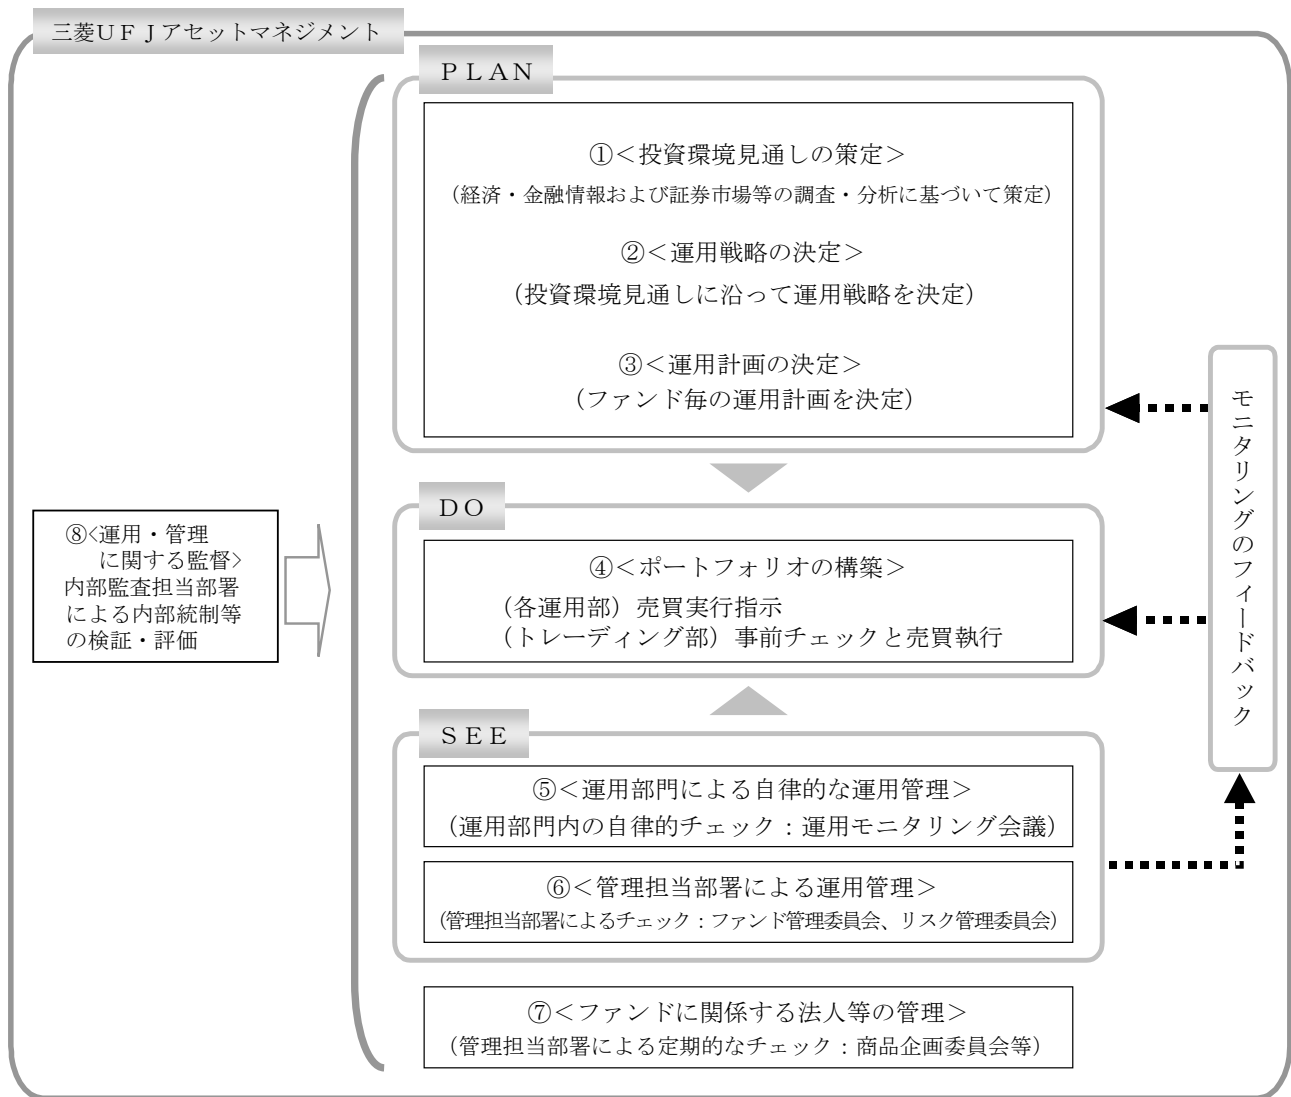 三菱UFJアセットマネジメント
PLAN
①<投資環境見通しの策定>
(経済・金融情報および証券市場等の調査・分析に基づいて策定)
②<運用戦略の決定>
(投資環境見通しに沿って運用戦略を決定)
③<運用計画の決定>
(ファンド毎の運用計画を決定)
DO
④<ポートフォリオの構築>
(各運用部)売買実行指示
(トレーディング部)事前チェックと売買執行
SEE
⑤<運用部門による自律的な運用管理>
(運用部門内の自律的チェック:運用モニタリング会議)
⑥<管理担当部署による運用管理>
(管理担当部署によるチェック:ファンド管理委員会、リスク管理委員会)
⑦<ファンドに関係する法人等の管理>
(管理担当部署による定期的なチェック:商品企画委員会等)
⑧<運用・管理
に関する監督>
内部監査担当部署
による内部統制等
の検証・評価
モニタリングのフィードバック